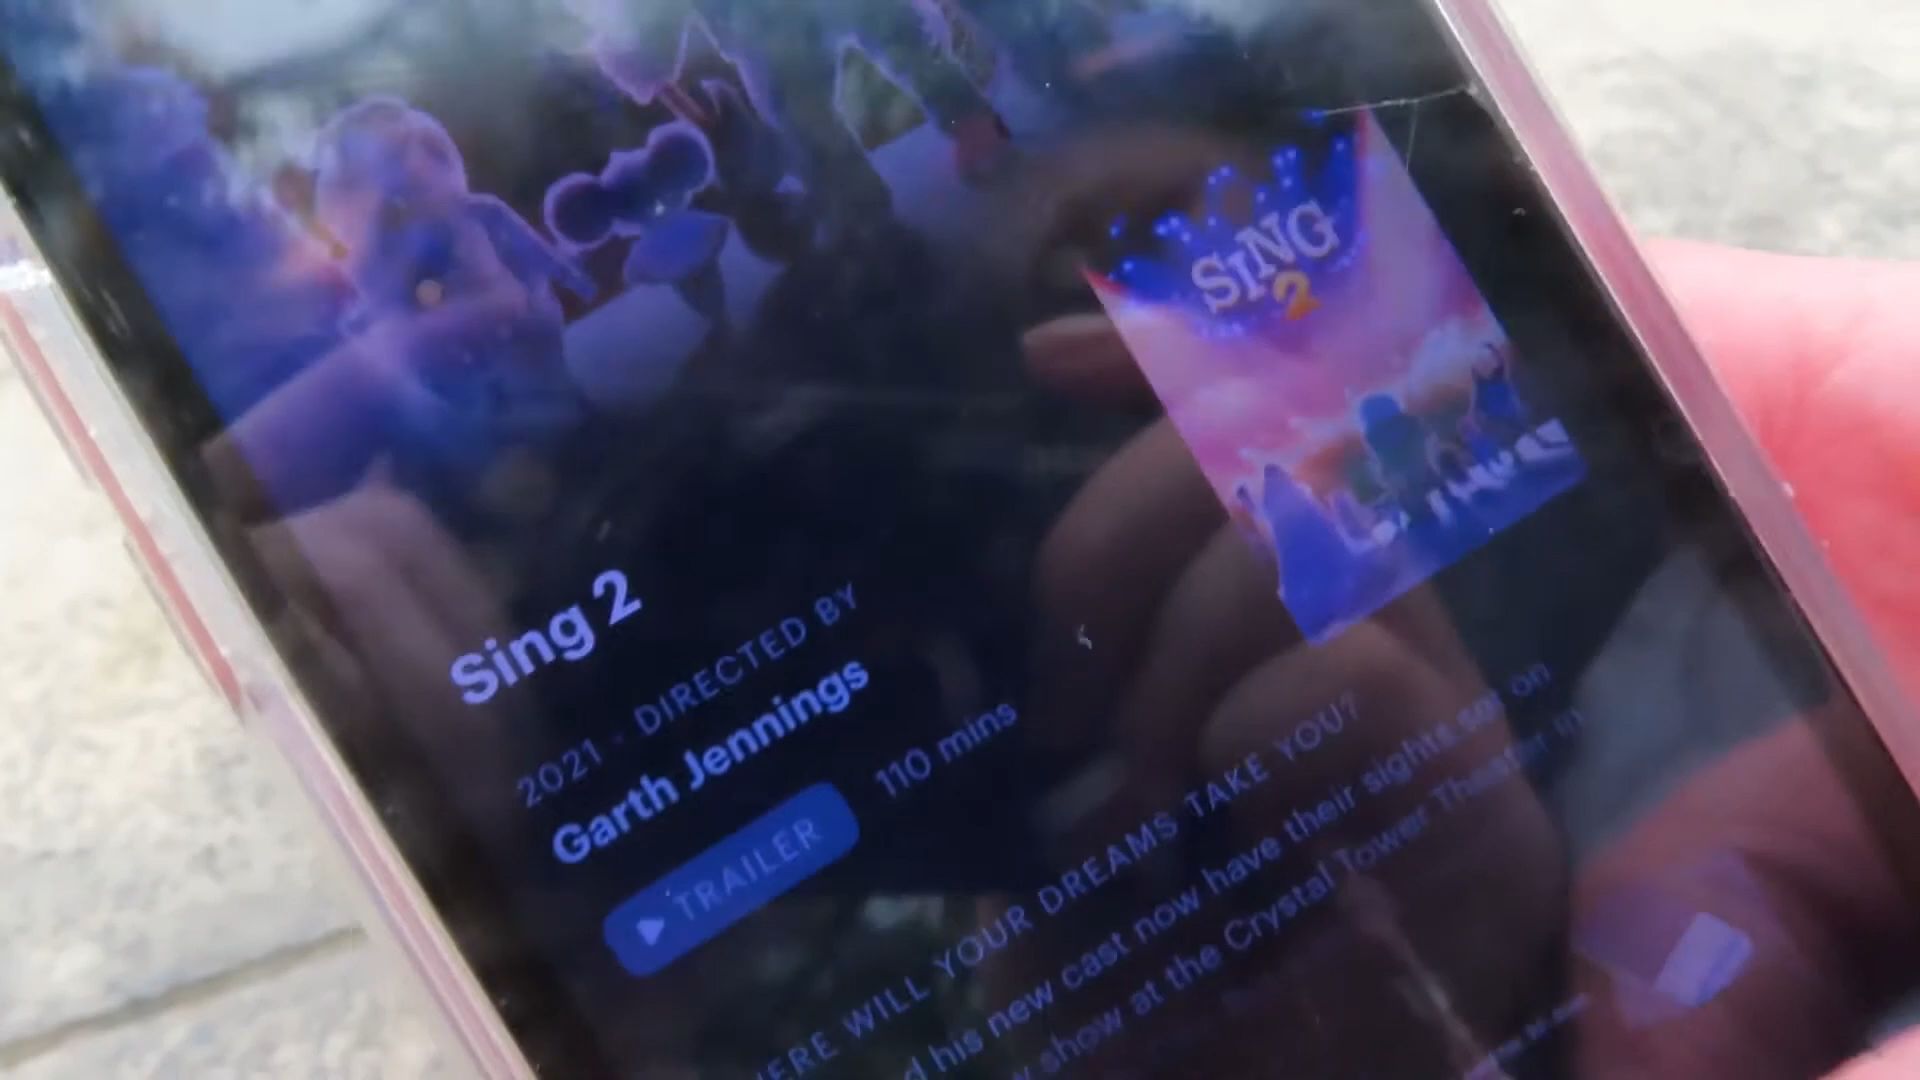 SING
2
Sing 2
2021 · DIRECTED BY
Garth Jennings
▶ TRAILER 110 mins
HERE WILL YOUR DREAMS TAKE YOU?
d his new cast now have their sights set on
w show at the Crystal Tower Theater in